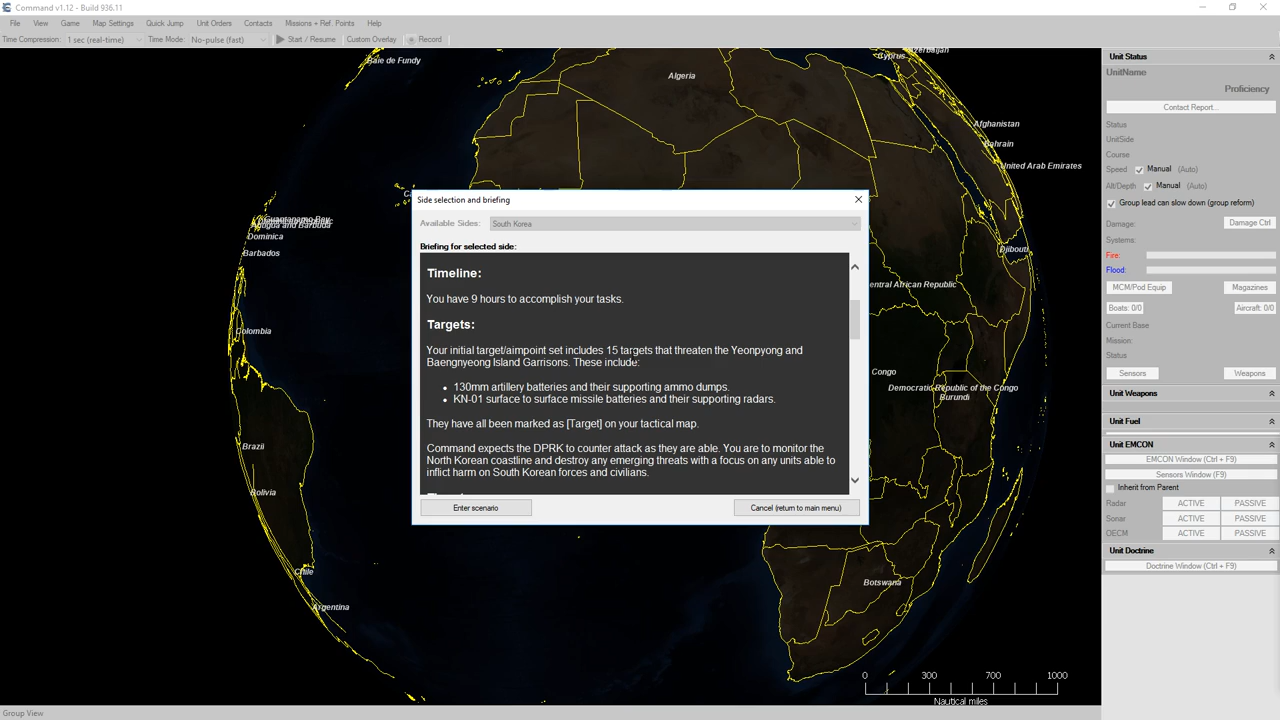 Command v1.12 - Build 936.11
File View Game Map Settings Quick Jump Unit Orders Contacts Missions + Ref. Points Help
Time Compression: 1 sec (real-time) Time Mode: No-pulse (fast) Start / Resume Custom Overlay Record
Baie de Fundy
Algeria
Cyprus
Azerbaijan
Afghanistan
Bahrain
United Arab Emirates
Guantanamo Bay
Antigua and Barbuda
Dominica
Barbados
Colombia
Djibouti
entral African Republic
Congo
Democratic Republic of the Congo
Burundi
Brazil
Bolivia
Chile
Argentina
Botswana
0 300 700 1000
Nautical miles
Side selection and briefing
Available Sides: South Korea
Briefing for selected side:
Timeline:
You have 9 hours to accomplish your tasks.
Targets:
Your initial target/aimpoint set includes 15 targets that threaten the Yeonpyong and
Baengnyeong Island Garrisons. These include:
• 130mm artillery batteries and their supporting ammo dumps.
• KN-01 surface to surface missile batteries and their supporting radars.
They have all been marked as [Target] on your tactical map.
Command expects the DPRK to counter attack as they are able. You are to monitor the
North Korean coastline and destroy any emerging threats with a focus on any units able to
inflict harm on South Korean forces and civilians.
Enter scenario Cancel (return to main menu)
Unit Status
UnitName
Proficiency
Contact Report...
Status
UnitSide
Course
Speed Manual (Auto)
Alt/Depth Manual (Auto)
Group lead can slow down (group reform)
Damage: Damage Ctrl
Systems:
Fire:
Flood:
MCM/Pod Equip Magazines
Boats: 0/0 Aircraft: 0/0
Current Base
Mission:
Status
Sensors Weapons
Unit Weapons
Unit Fuel
Unit EMCON
EMCON Window (Ctrl + F9)
Sensors Window (F9)
Inherit from Parent
Radar ACTIVE PASSIVE
Sonar ACTIVE PASSIVE
OECM ACTIVE PASSIVE
Unit Doctrine
Doctrine Window (Ctrl + F9)
Group View